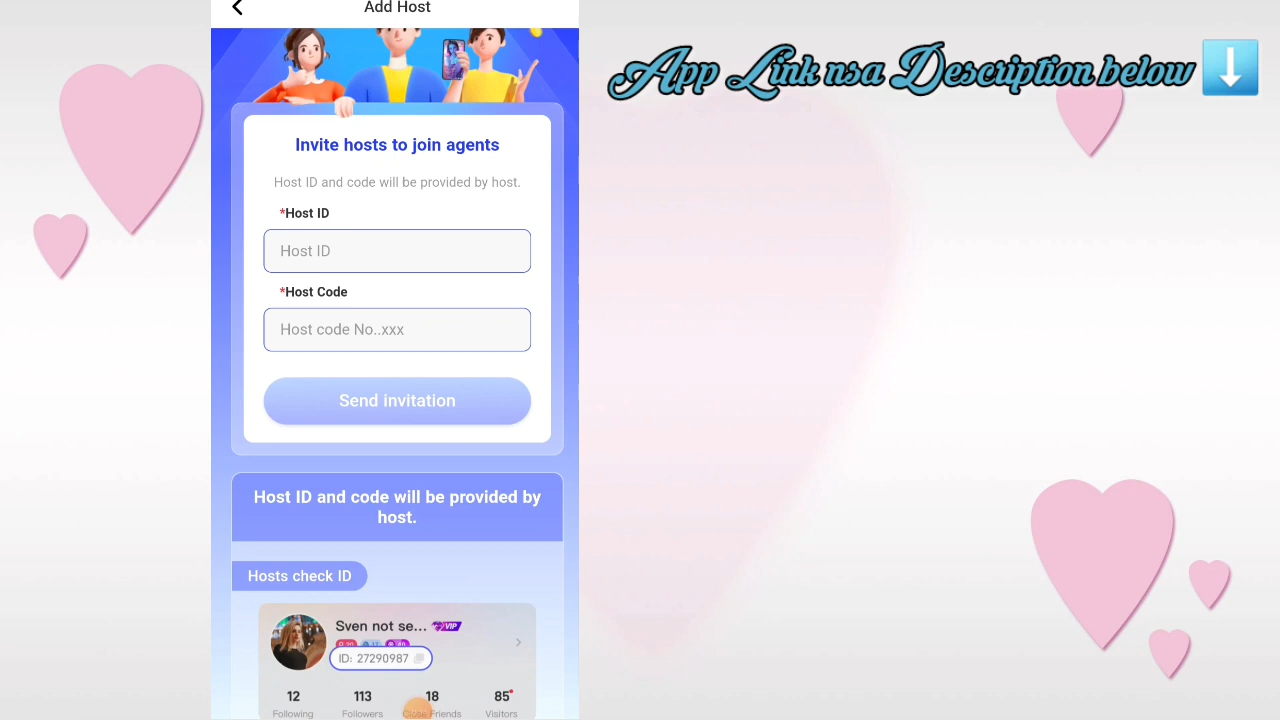 Add Host
App Link nsa Description below
Invite hosts to join agents
Host ID and code will be provided by host.
*Host ID
Host ID
*Host Code
Host code No..xxx
Send invitation
Host ID and code will be provided by
host.
Hosts check ID
Sven not se... VIP
ID: 27290987
12 113 18 85
Following Followers Close Friends Visitors